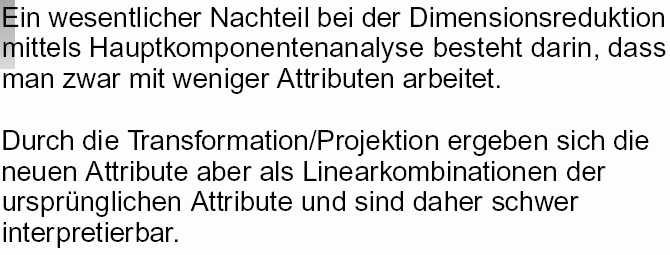 Ein wesentlicher Nachteil bei der Dimensionsreduktion
mittels Hauptkomponentenanalyse besteht darin, dass
man zwar mit weniger Attributen arbeitet.
Durch die Transformation/Projektion ergeben sich die
neuen Attribute aber als Linearkombinationen der
ursprünglichen Attribute und sind daher schwer
interpretierbar.